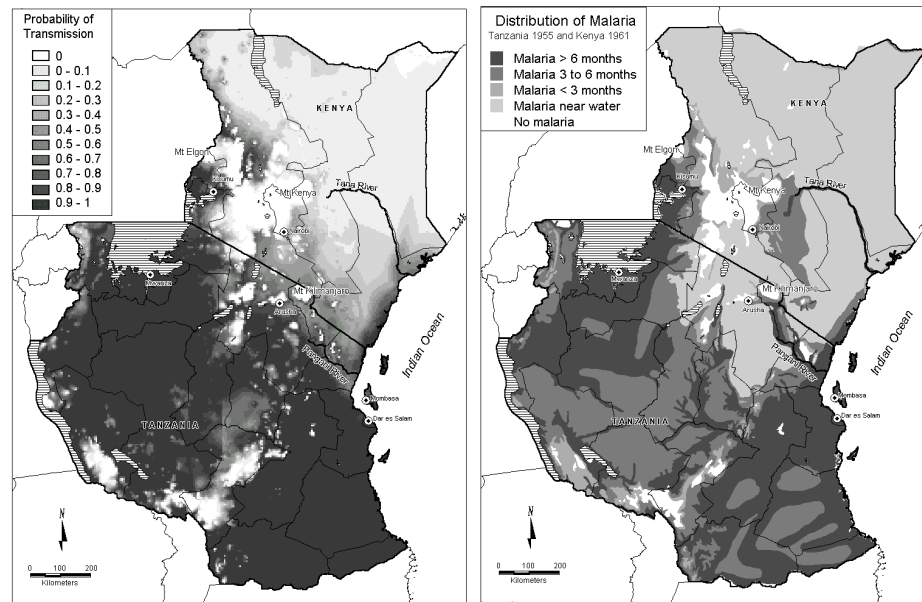 Probability of
Transmission
0
0 - 0.1
0.1 - 0.2
0.2 - 0.3
0.3 - 0.4
0.4 - 0.5
0.5 - 0.6
0.6 - 0.7
0.7 - 0.8
0.8 - 0.9
0.9 - 1
KENYA
Mt Elgon
Kisumu
Mt Kenya
Tana River
Nairobi
Mwanza
Mt Kilimanjaro
Arusha
Pangani River
Indian Ocean
Mombasa
Dar es Salam
TANZANIA
N
0 100 200
Kilometers
Distribution of Malaria
Tanzania 1955 and Kenya 1961
Malaria > 6 months
Malaria 3 to 6 months
Malaria < 3 months
Malaria near water
No malaria
KENYA
Mt Elgon
Kisumu
Mt Kenya
Tana River
Nairobi
Mwanza
Mt Kilimanjaro
Arusha
Pangani River
Indian Ocean
Mombasa
Dar es Salam
TANZANIA
N
0 100 200
Kilometers